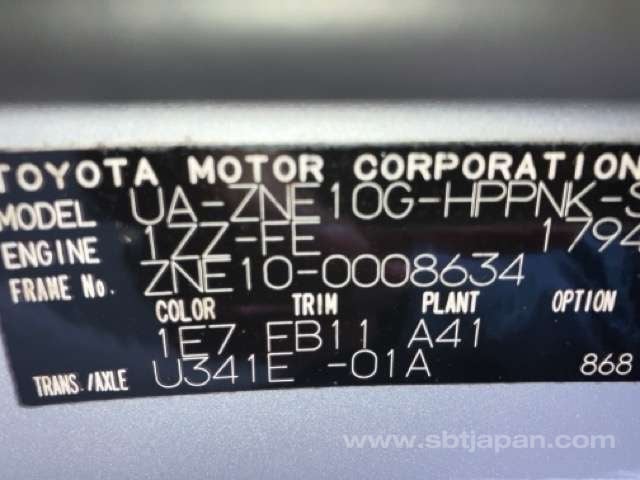 TOYOTA MOTOR CORPORATION
MODEL UA-ZNE10G-HPPNK-S
ENGINE 1ZZ-FE 1794
FRAME No. ZNE10-0008634
COLOR TRIM PLANT OPTION
1E7 FB11 A41
TRANS./AXLE U341E -01A 868
www.sbtjapan.com